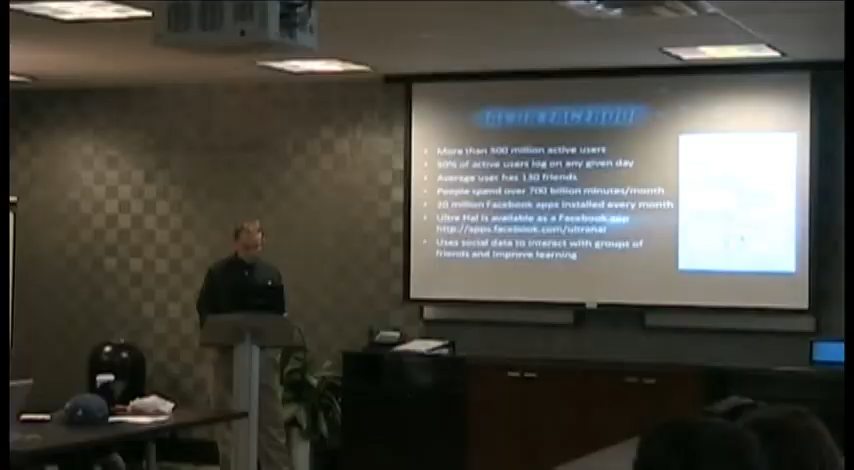 • More than 500 million active users
• 50% of active users log on any given day
• Average user has 130 friends
• People spend over 700 billion minutes/month
• 20 million Facebook apps installed every month
• Ultra Hal is available as a Facebook app
http://apps.facebook.com/ultrahal
• Uses social data to interact with groups of
friends and improve learning